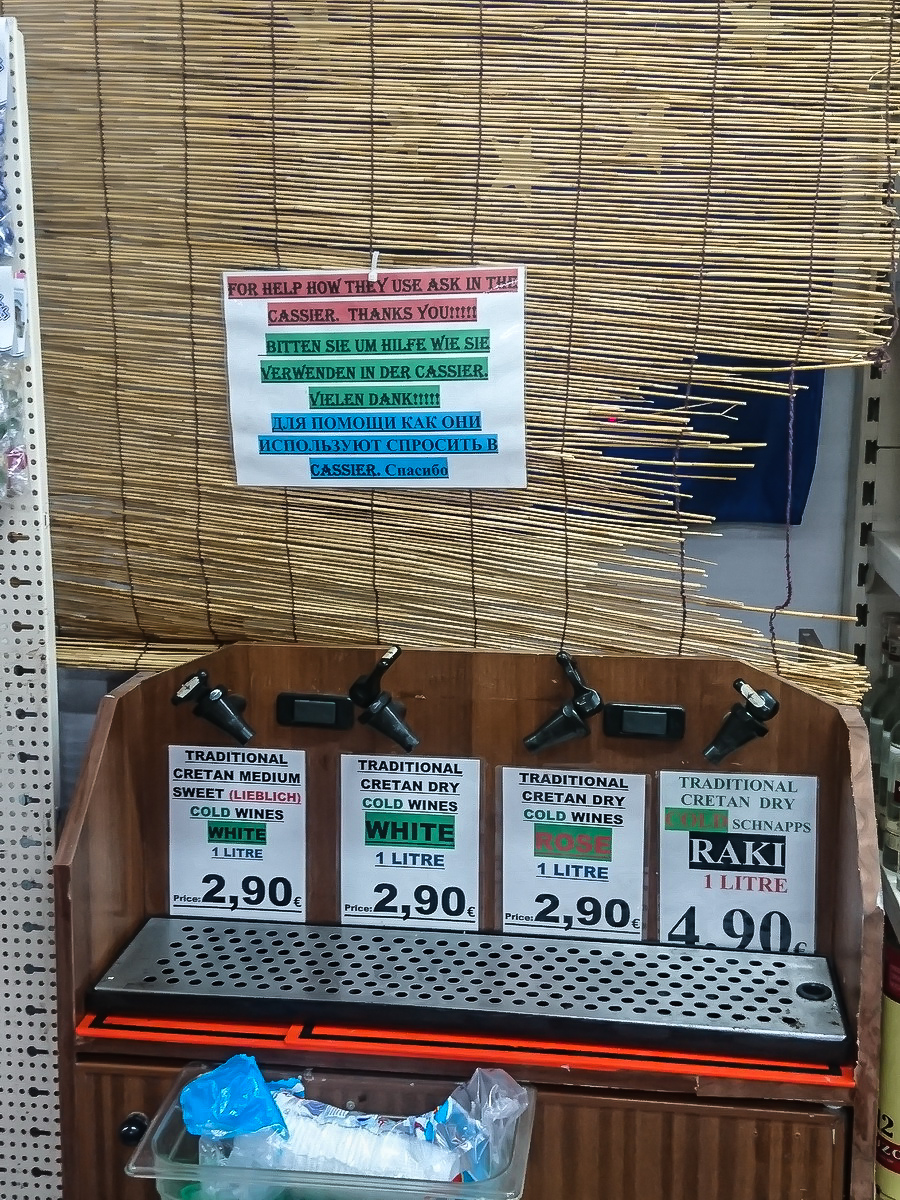 FOR HELP HOW THEY USE ASK IN THE
CASSIER. THANKS YOU!!!!!
BITTEN SIE UM HILFE WIE SIE
VERWENDEN IN DER CASSIER.
VIELEN DANK!!!!!
ДЛЯ ПОМОЩИ КАК ОНИ
ИСПОЛЬЗУЮТ СПРОСИТЬ В
CASSIER. Спасибо
TRADITIONAL
CRETAN MEDIUM
SWEET (LIEBLICH)
COLD WINES
WHITE
1 LITRE
Price:2,90€
TRADITIONAL
CRETAN DRY
COLD WINES
WHITE
1 LITRE
Price:2,90€
TRADITIONAL
CRETAN DRY
COLD WINES
ROSE
1 LITRE
Price:2,90€
TRADITIONAL
CRETAN DRY
COLD SCHNAPPS
RAKI
1 LITRE
4,90€